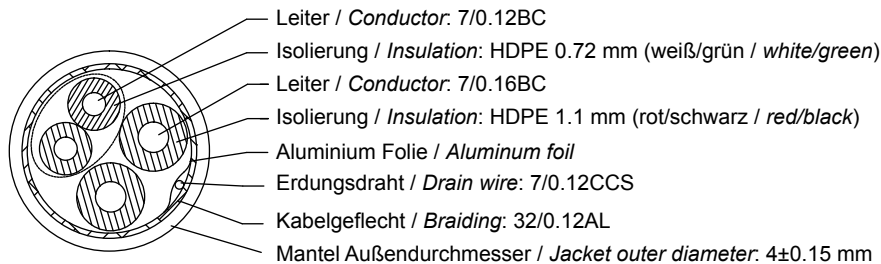 Leiter / Conductor: 7/0.12BC
Isolierung / Insulation: HDPE 0.72 mm (weiß/grün / white/green)
Leiter / Conductor: 7/0.16BC
Isolierung / Insulation: HDPE 1.1 mm (rot/schwarz / red/black)
Aluminium Folie / Aluminum foil
Erdungsdraht / Drain wire: 7/0.12CCS
Kabelgeflecht / Braiding: 32/0.12AL
Mantel Außendurchmesser / Jacket outer diameter: 4±0.15 mm